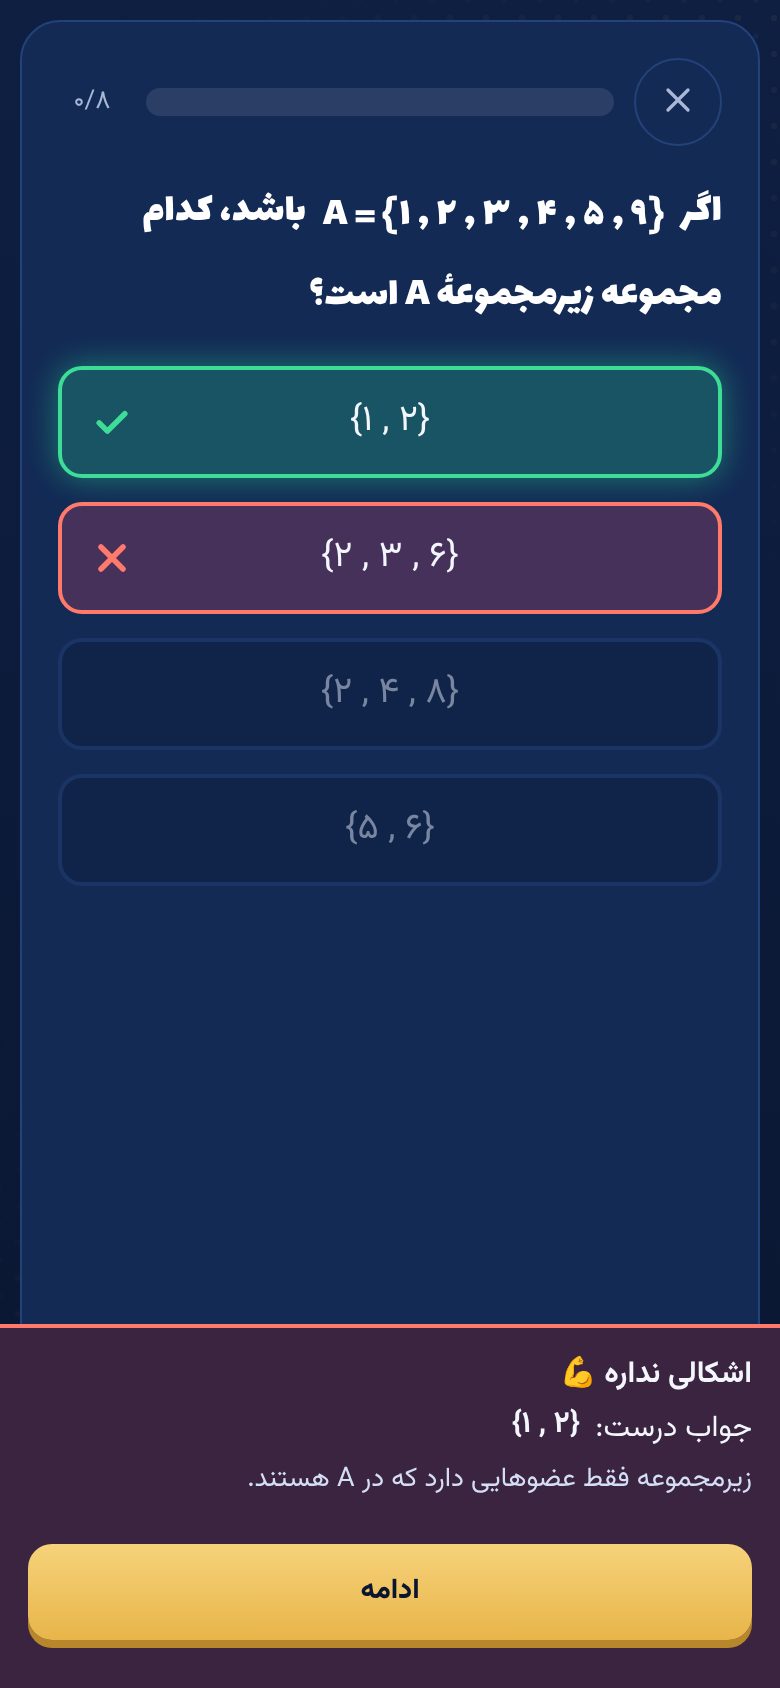 ۰/۸
اگر A = {۱ , ۲ , ۳ , ۴ , ۵ , ۹} باشد، کدام
مجموعه زیرمجموعهٔ A است؟
{۱ , ۲}
{۲ , ۳ , ۶}
{۲ , ۴ , ۸}
{۵ , ۶}
اشکالی نداره 💪
جواب درست: {۱ , ۲}
زیرمجموعه فقط عضوهایی دارد که در A هستند.
ادامه